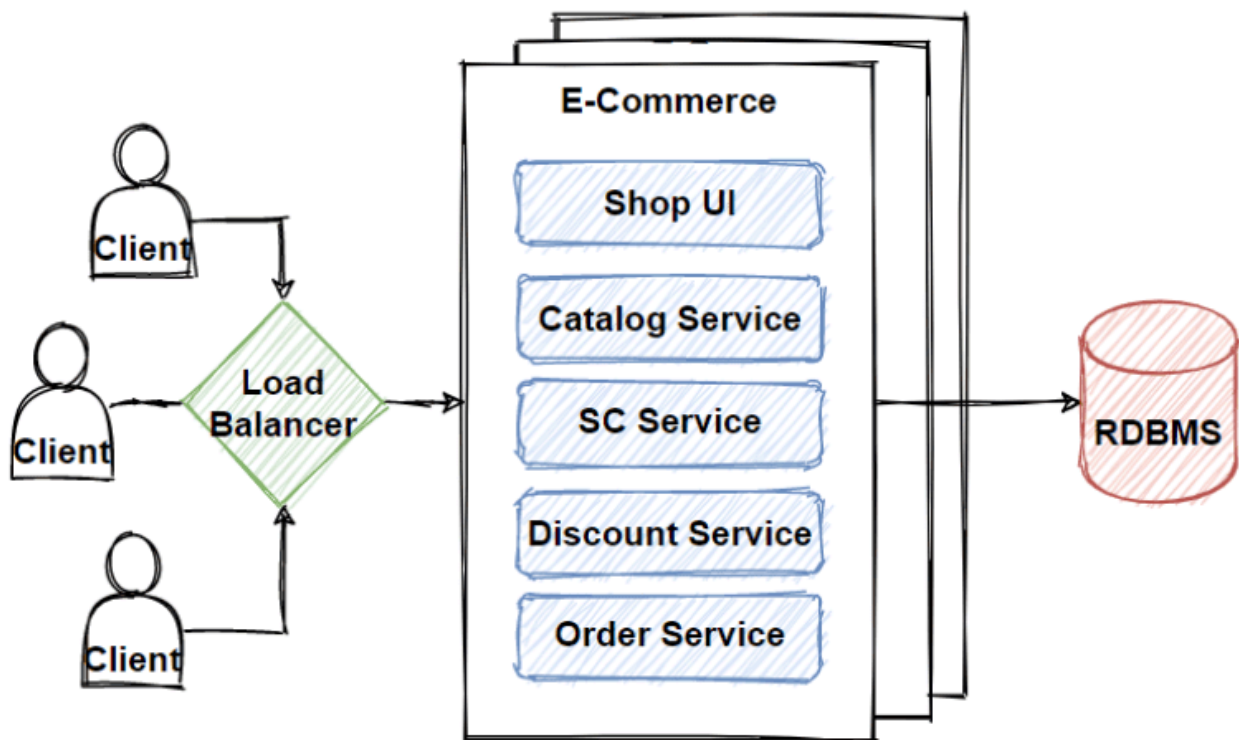 E-Commerce
Client
Shop UI
Client
Load
Balancer
Catalog Service
SC Service
RDBMS
Discount Service
Client
Order Service